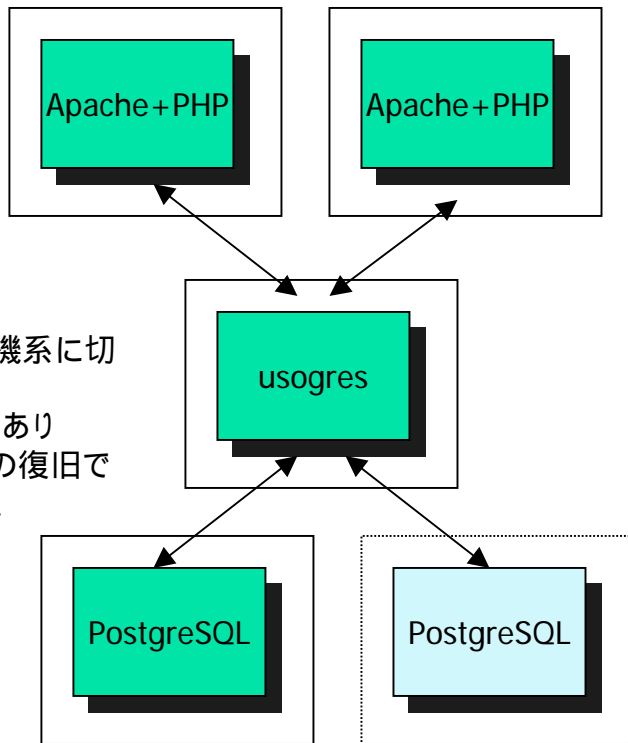 Apache+PHP
Apache+PHP
機系に切
usogres
あり
の復旧で
PostgreSQL
PostgreSQL